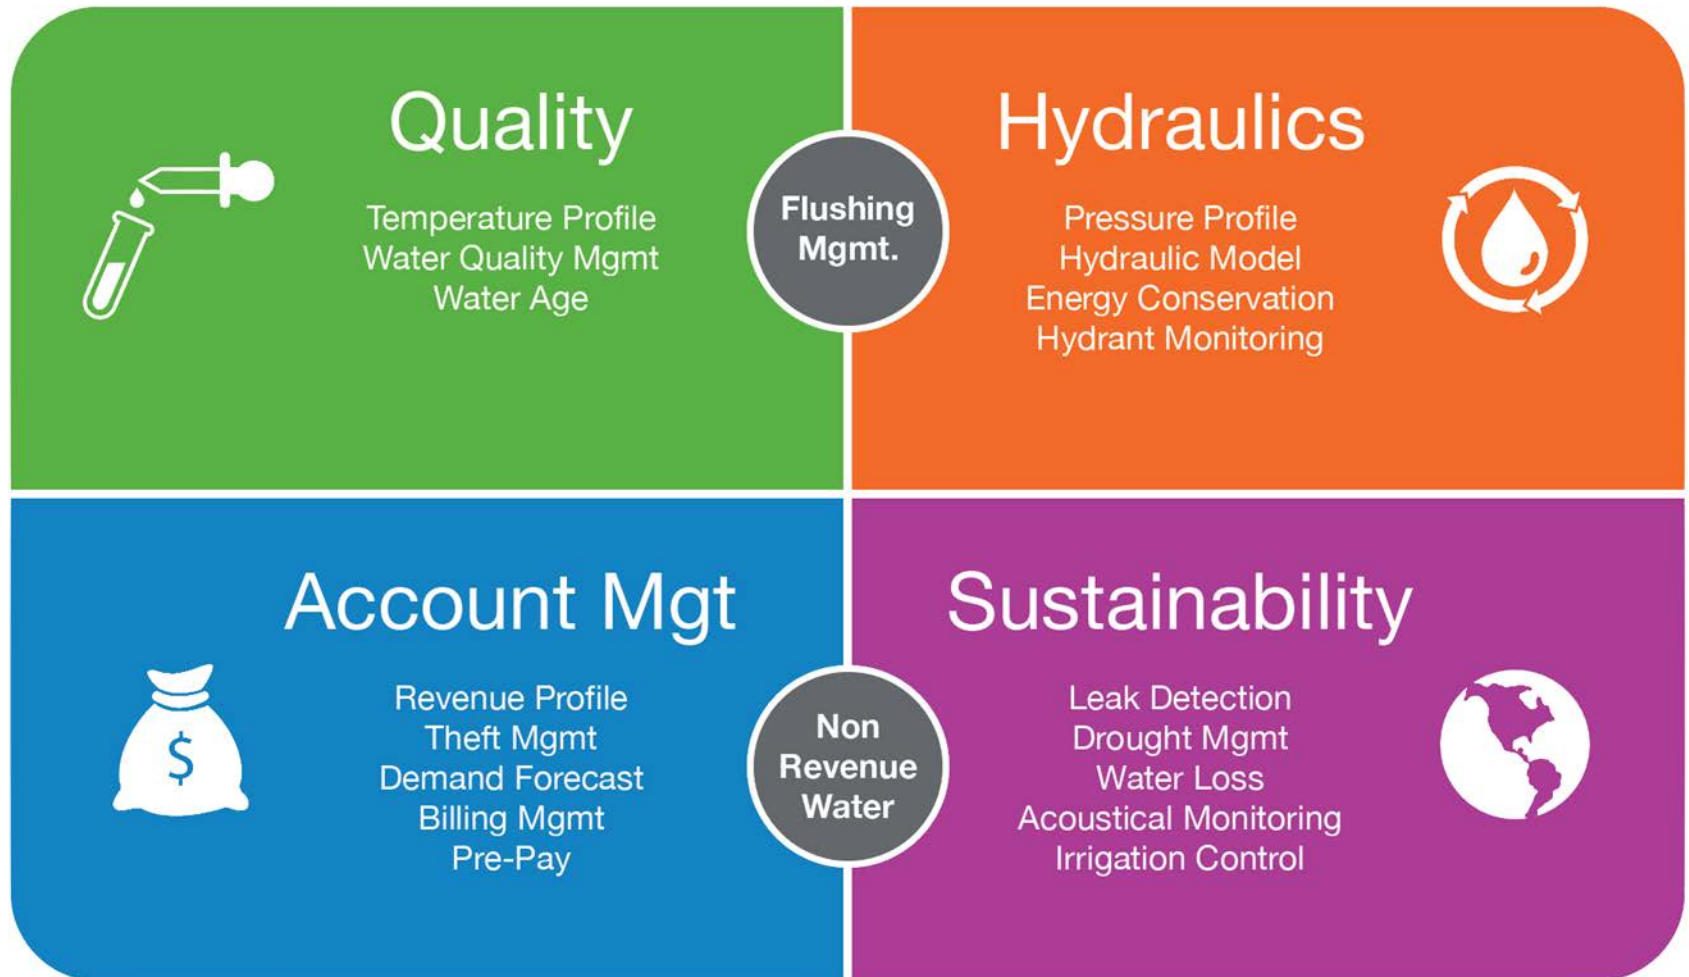 Quality
Temperature Profile
Water Quality Mgmt
Water Age
Flushing
Mgmt.
Hydraulics
Pressure Profile
Hydraulic Model
Energy Conservation
Hydrant Monitoring
Account Mgt
Revenue Profile
Theft Mgmt
Demand Forecast
Billing Mgmt
Pre-Pay
$
Non
Revenue
Water
Sustainability
Leak Detection
Drought Mgmt
Water Loss
Acoustical Monitoring
Irrigation Control